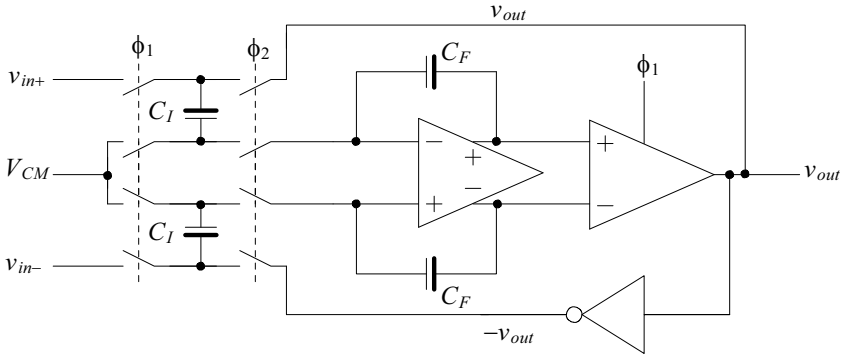 v_out
ϕ1 ϕ2
C_F
v_in+
C_I
ϕ1
− + +
V_CM
+ − −
v_out
C_I
v_in−
C_F
−v_out